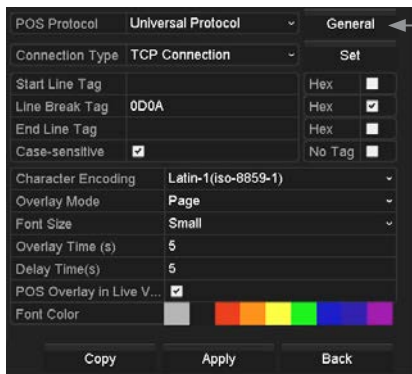 POS Protocol Universal Protocol General
Connection Type TCP Connection Set
Start Line Tag Hex
Line Break Tag 0D0A Hex
End Line Tag Hex
Case-sensitive No Tag
Character Encoding Latin-1(iso-8859-1)
Overlay Mode Page
Font Size Small
Overlay Time (s) 5
Delay Time(s) 5
POS Overlay in Live V...
Font Color
Copy Apply Back